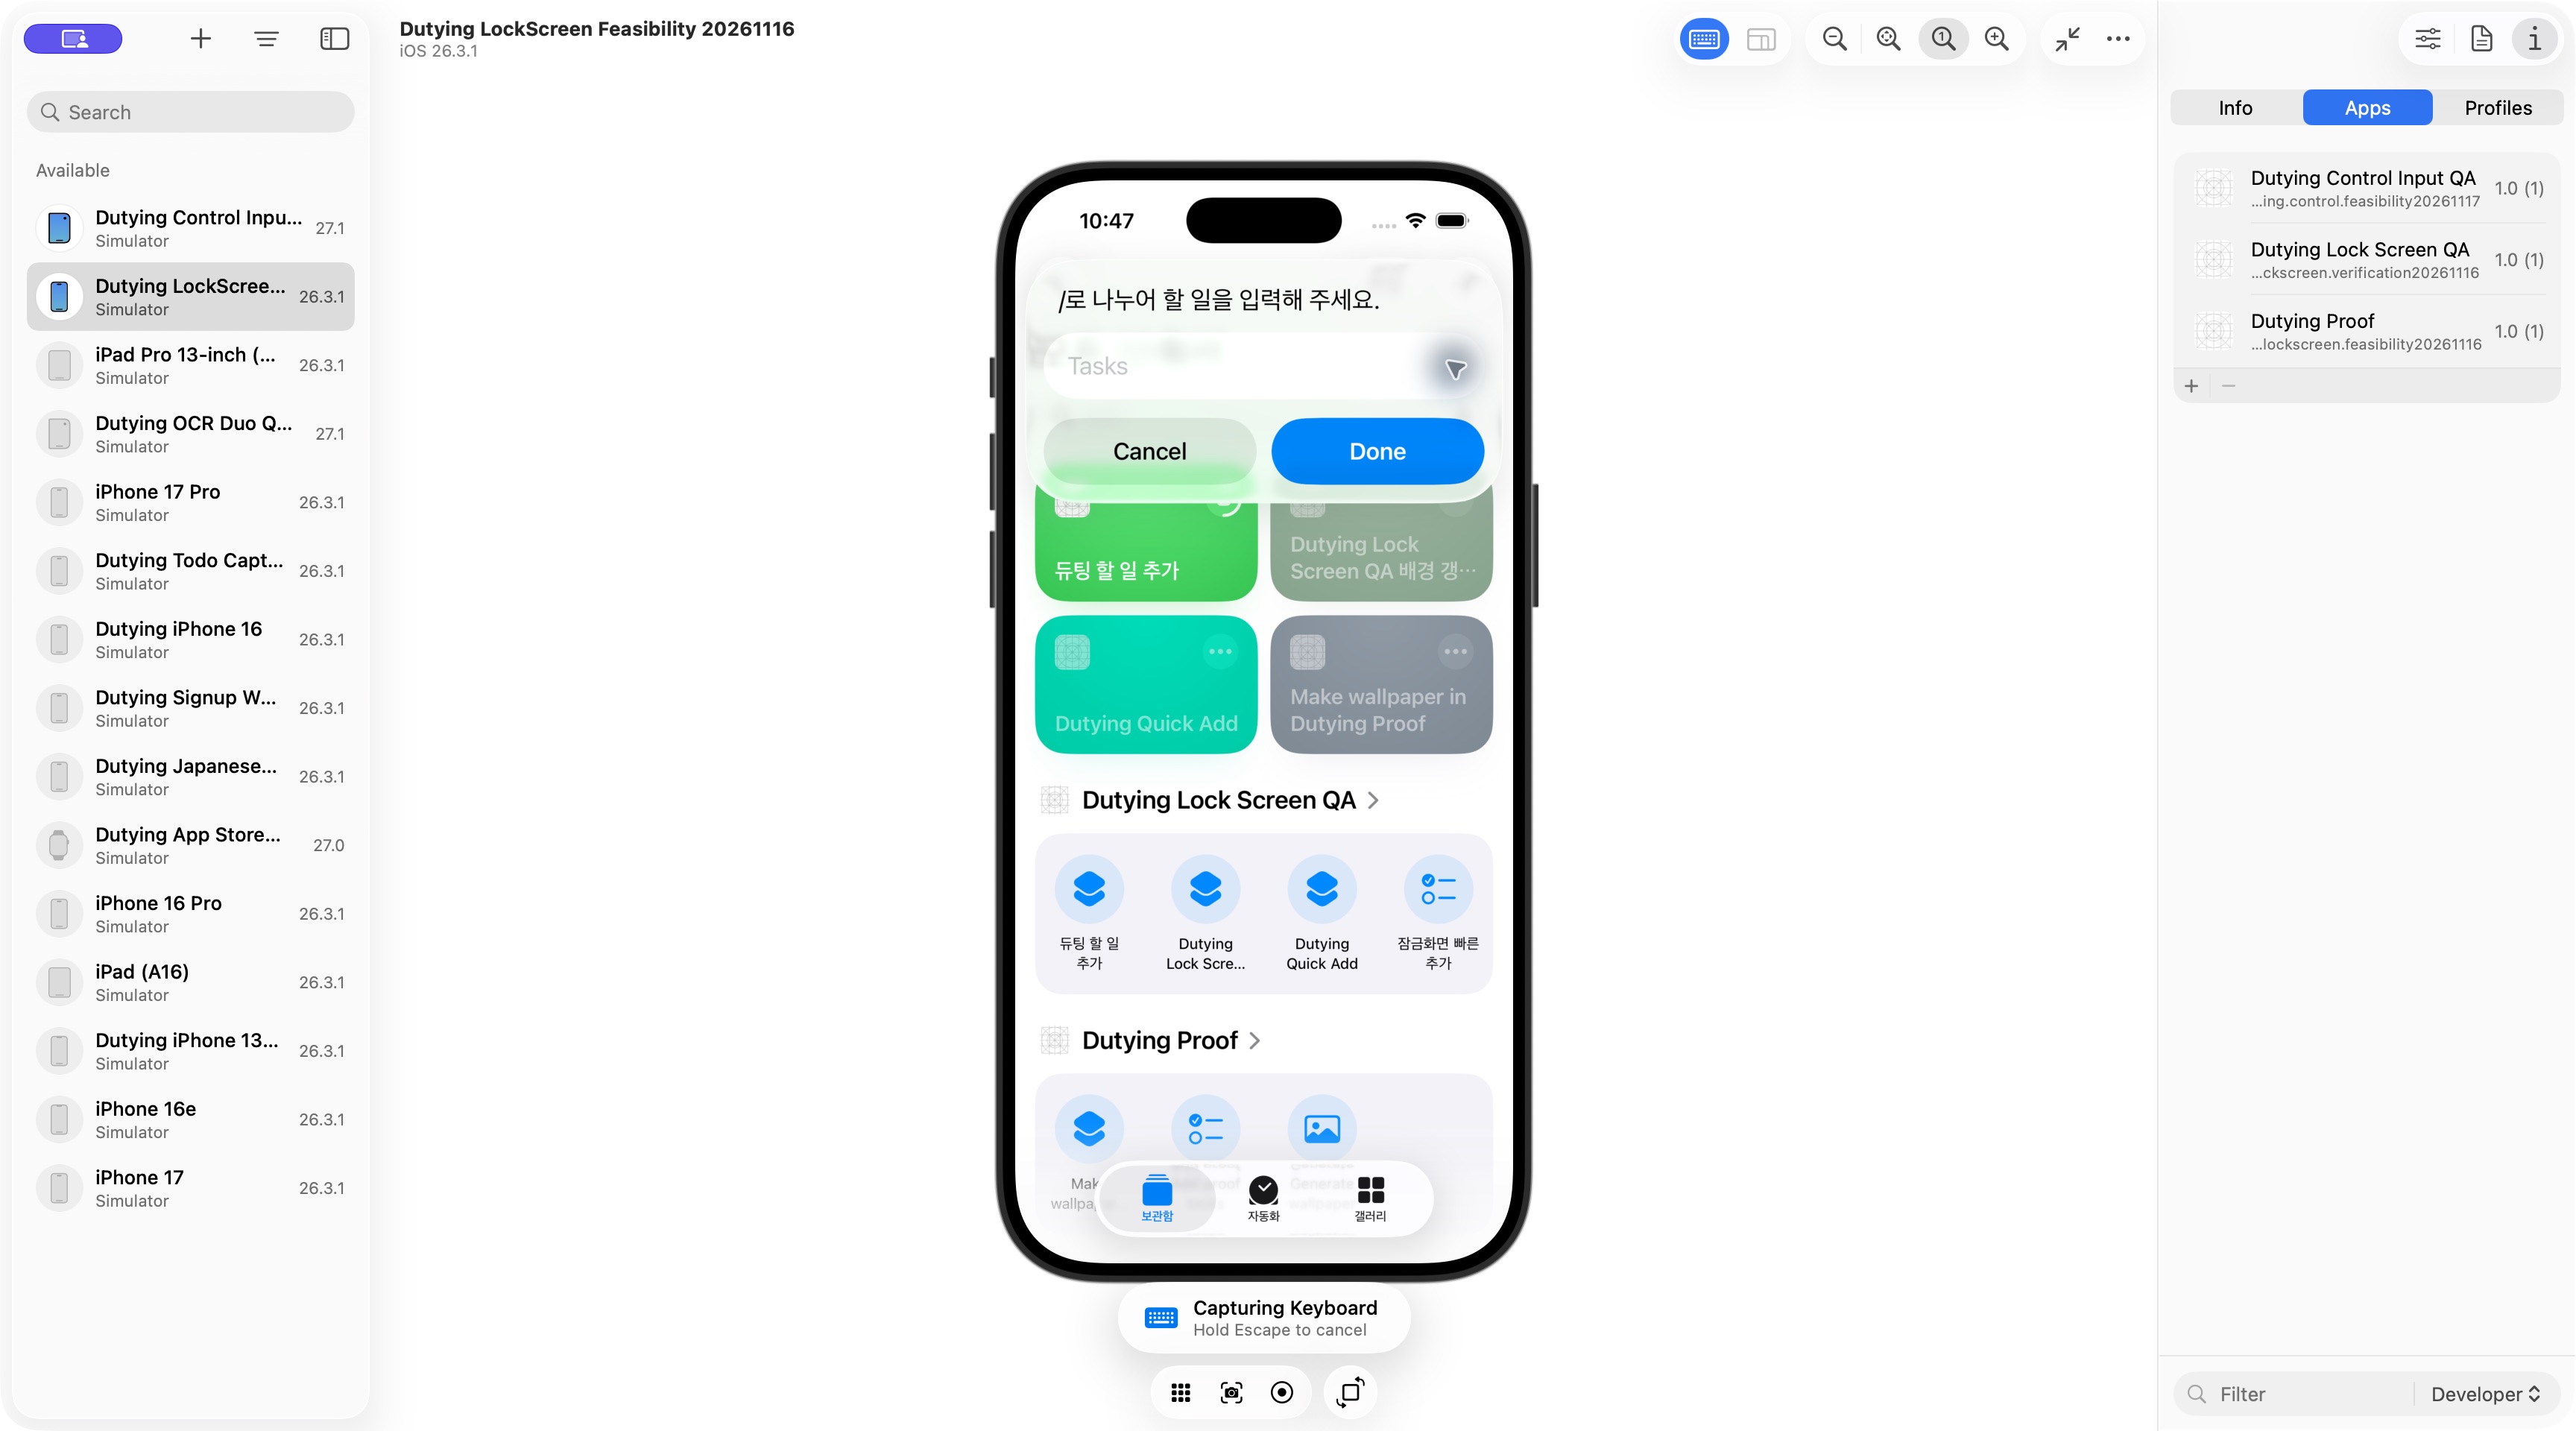 Dutying LockScreen Feasibility 20261116
iOS 26.3.1
Search
Available
Dutying Control Inpu...
Simulator
27.1
Dutying LockScree...
Simulator
26.3.1
iPad Pro 13-inch (...
Simulator
26.3.1
Dutying OCR Duo Q...
Simulator
27.1
iPhone 17 Pro
Simulator
26.3.1
Dutying Todo Capt...
Simulator
26.3.1
Dutying iPhone 16
Simulator
26.3.1
Dutying Signup W...
Simulator
26.3.1
Dutying Japanese...
Simulator
26.3.1
Dutying App Store...
Simulator
27.0
iPhone 16 Pro
Simulator
26.3.1
iPad (A16)
Simulator
26.3.1
Dutying iPhone 13...
Simulator
26.3.1
iPhone 16e
Simulator
26.3.1
iPhone 17
Simulator
26.3.1
10:47
/로 나누어 할 일을 입력해 주세요.
Tasks
Cancel
Done
듀팅 할 일 추가
Dutying Lock
Screen QA 배경 갱...
Dutying Quick Add
Make wallpaper in
Dutying Proof
Dutying Lock Screen QA
듀팅 할 일
추가
Dutying
Lock Scre...
Dutying
Quick Add
잠금화면 빠른
추가
Dutying Proof
보관함
자동화
갤러리
Capturing Keyboard
Hold Escape to cancel
Info
Apps
Profiles
Dutying Control Input QA
...ing.control.feasibility20261117
1.0 (1)
Dutying Lock Screen QA
...ckscreen.verification20261116
1.0 (1)
Dutying Proof
...lockscreen.feasibility20261116
1.0 (1)
Filter
Developer